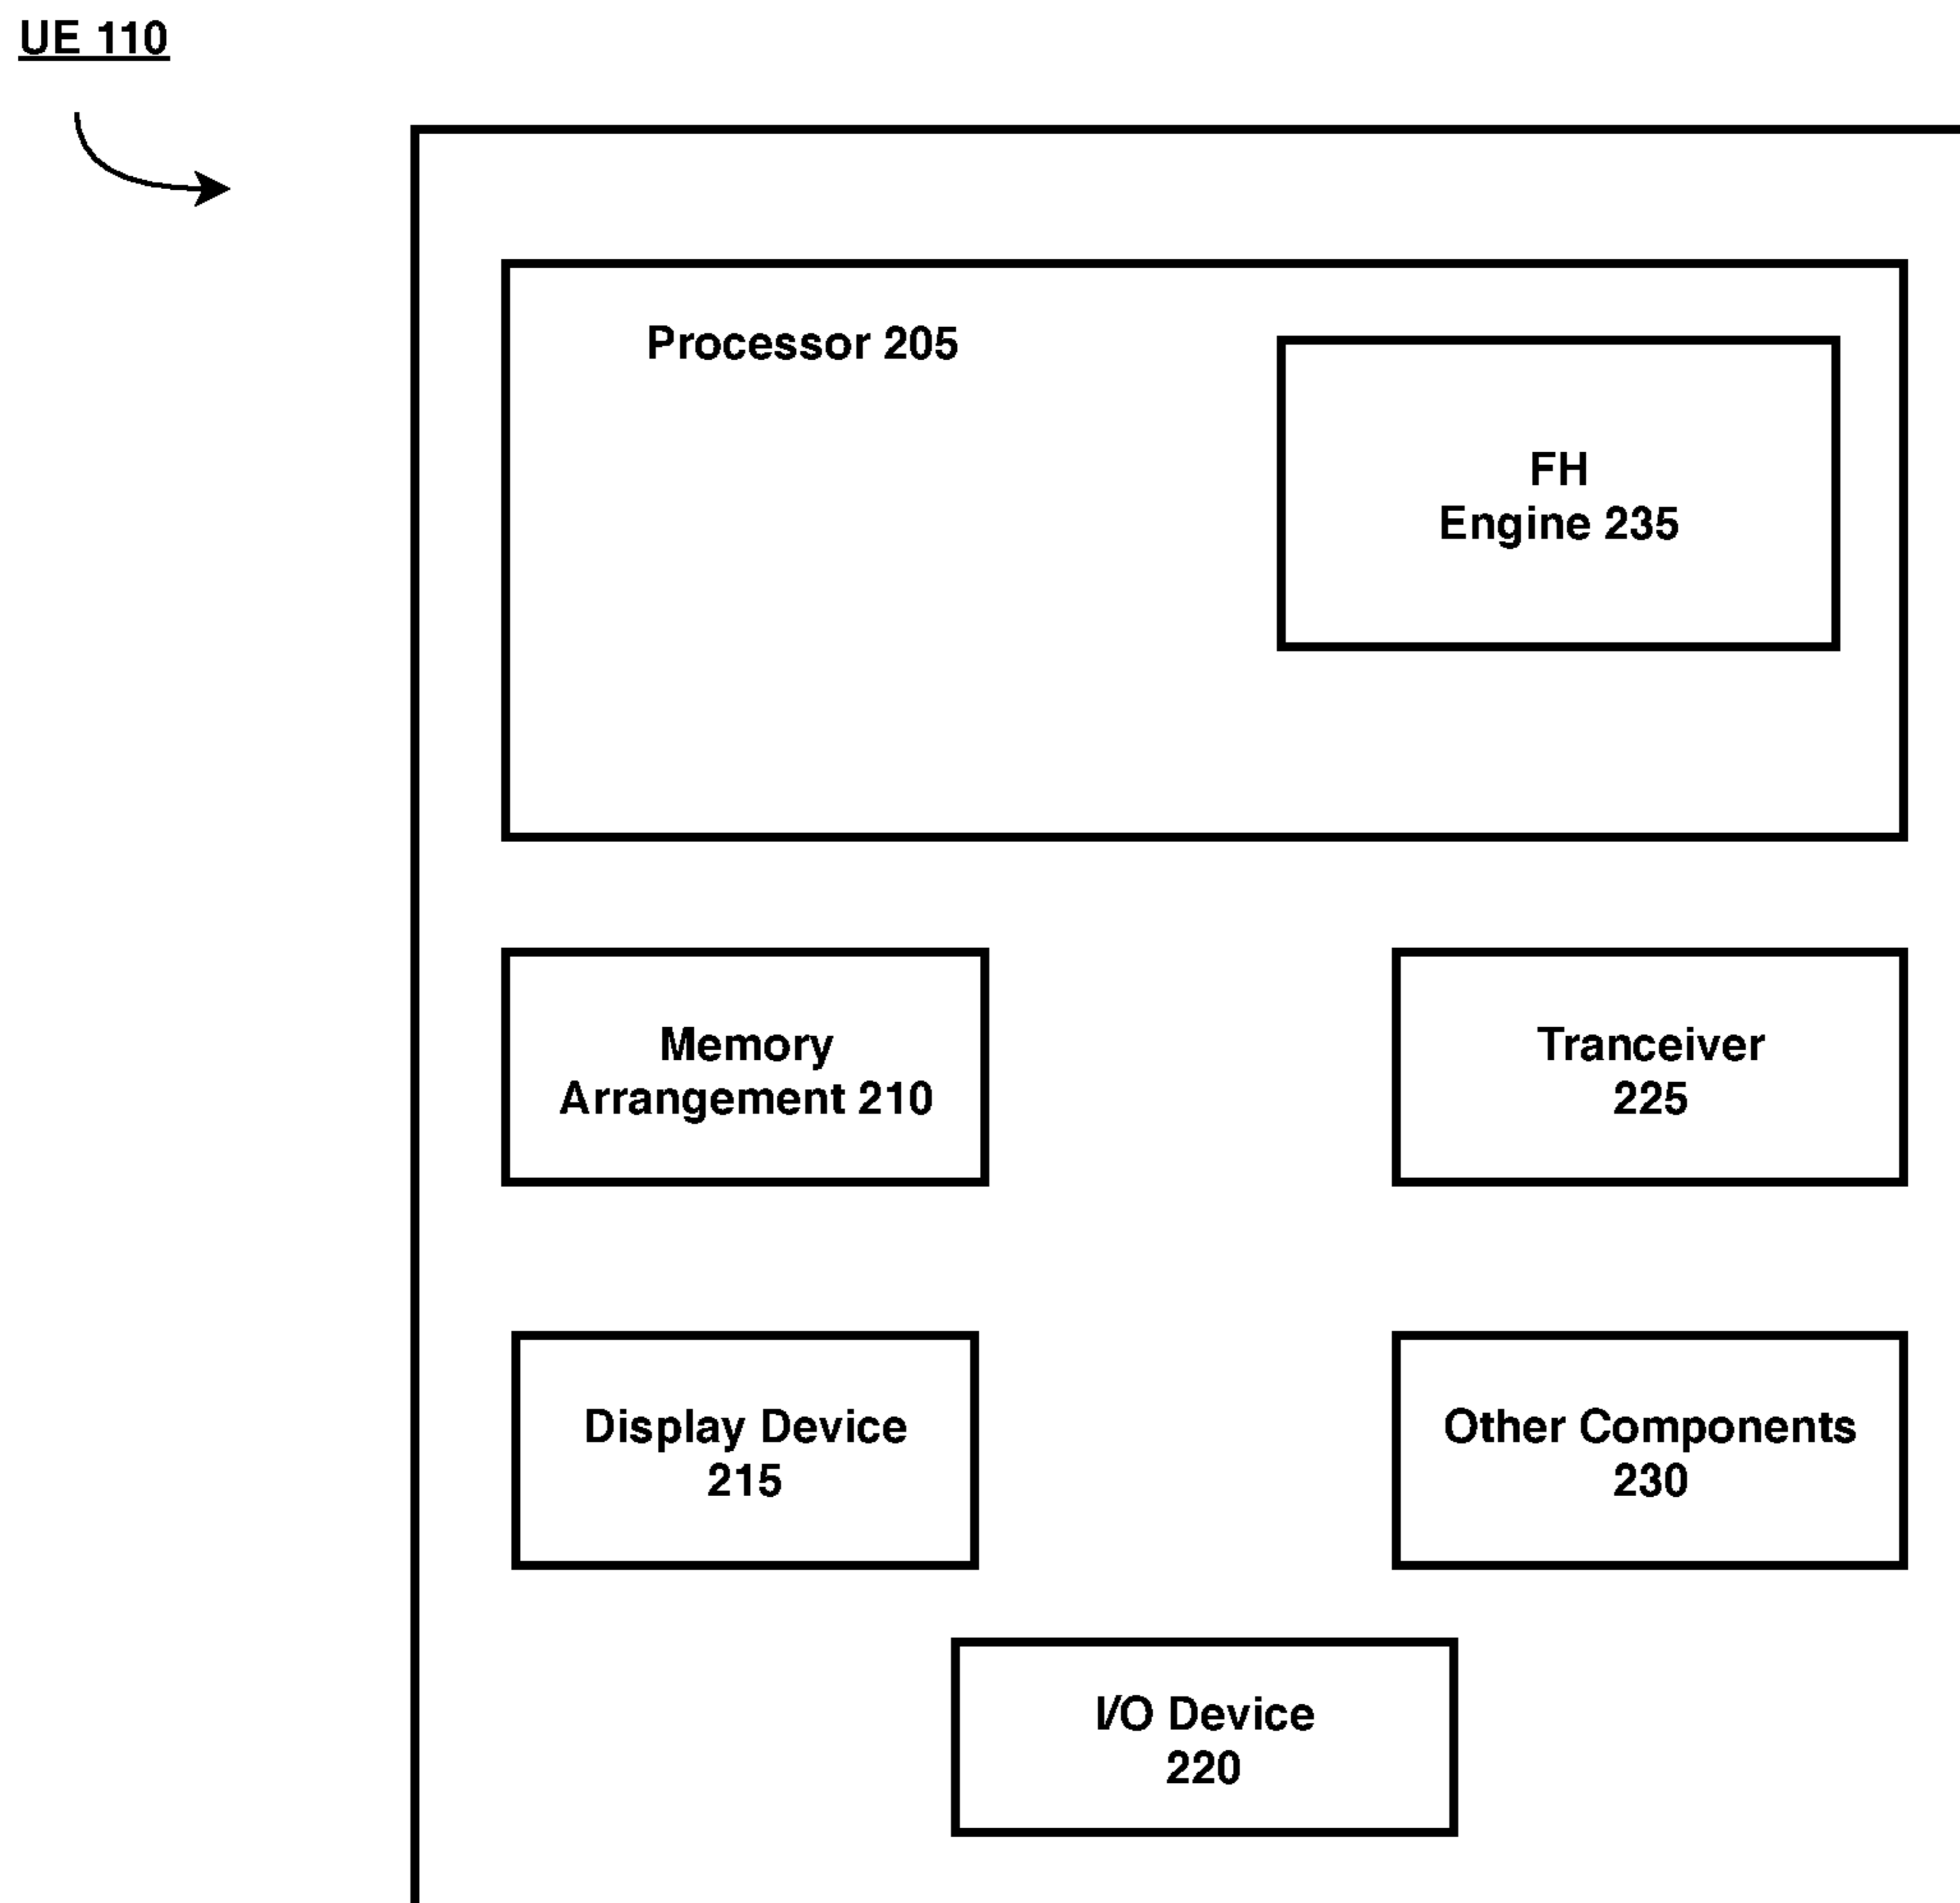 UE 110
Processor 205
FH
Engine 235
Memory
Arrangement 210
Tranceiver
225
Display Device
215
Other Components
230
I/O Device
220